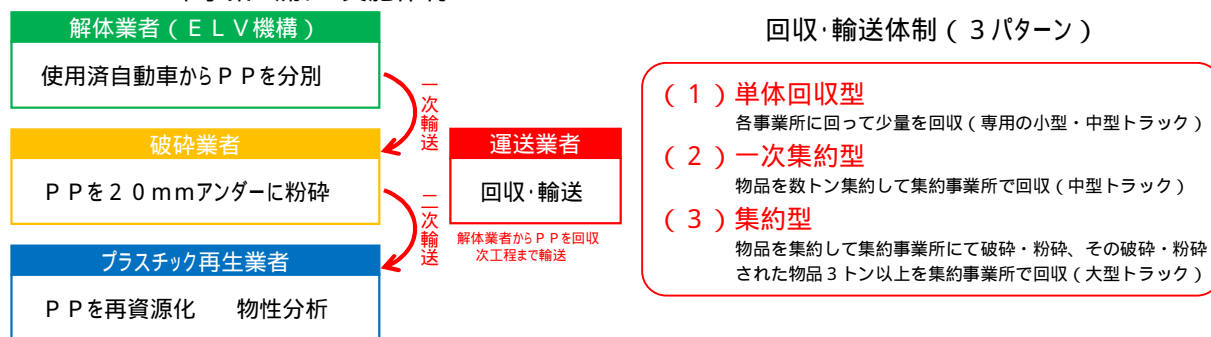 解体業者（ＥＬＶ機構）
使用済自動車からＰＰを分別
一次輸送
破砕業者
ＰＰを２０ｍｍアンダーに粉砕
二次輸送
プラスチック再生業者
ＰＰを再資源化　物性分析
運送業者
回収・輸送
解体業者からＰＰを回収
次工程まで輸送
回収・輸送体制（３パターン）
（１）単体回収型
各事業所に回って少量を回収（専用の小型・中型トラック）
（２）一次集約型
物品を数トン集約して集約事業所で回収（中型トラック）
（３）集約型
物品を集約して集約事業所にて破砕・粉砕、その破砕・粉砕
された物品３トン以上を集約事業所で回収（大型トラック）